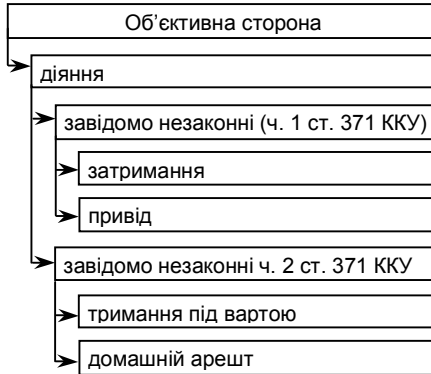 Об’єктивна сторона
діяння
завідомо незаконні (ч. 1 ст. 371 ККУ)
затримання
привід
завідомо незаконні ч. 2 ст. 371 ККУ
тримання під вартою
домашній арешт